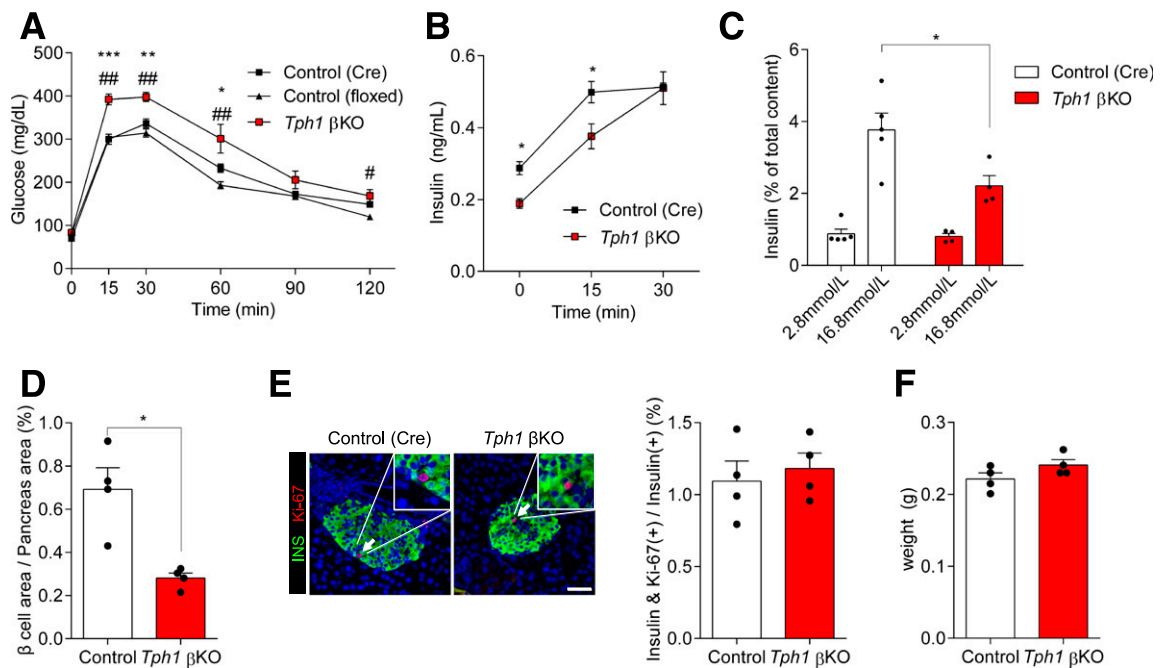 A
Glucose (mg/dL)
500
400
300
200
100
0
***
##
**
##
*
##
#
Control (Cre)
Control (floxed)
Tph1 βKO
0 15 30 60 90 120
Time (min)
B
Insulin (ng/mL)
0.6
0.4
0.2
0.0
*
*
Control (Cre)
Tph1 βKO
0 15 30
Time (min)
C
Insulin (% of total content)
6
4
2
0
*
Control (Cre)
Tph1 βKO
2.8mmol/L
16.8mmol/L
2.8mmol/L
16.8mmol/L
D
β cell area / Pancreas area (%)
1.0
0.8
0.6
0.4
0.2
0.0
*
Control Tph1 βKO
E
INS Ki-67
Control (Cre)
Tph1 βKO
Insulin & Ki-67(+) / Insulin(+) (%)
1.5
1.0
0.5
0.0
Control Tph1 βKO
F
weight (g)
0.3
0.2
0.1
0.0
Control Tph1 βKO